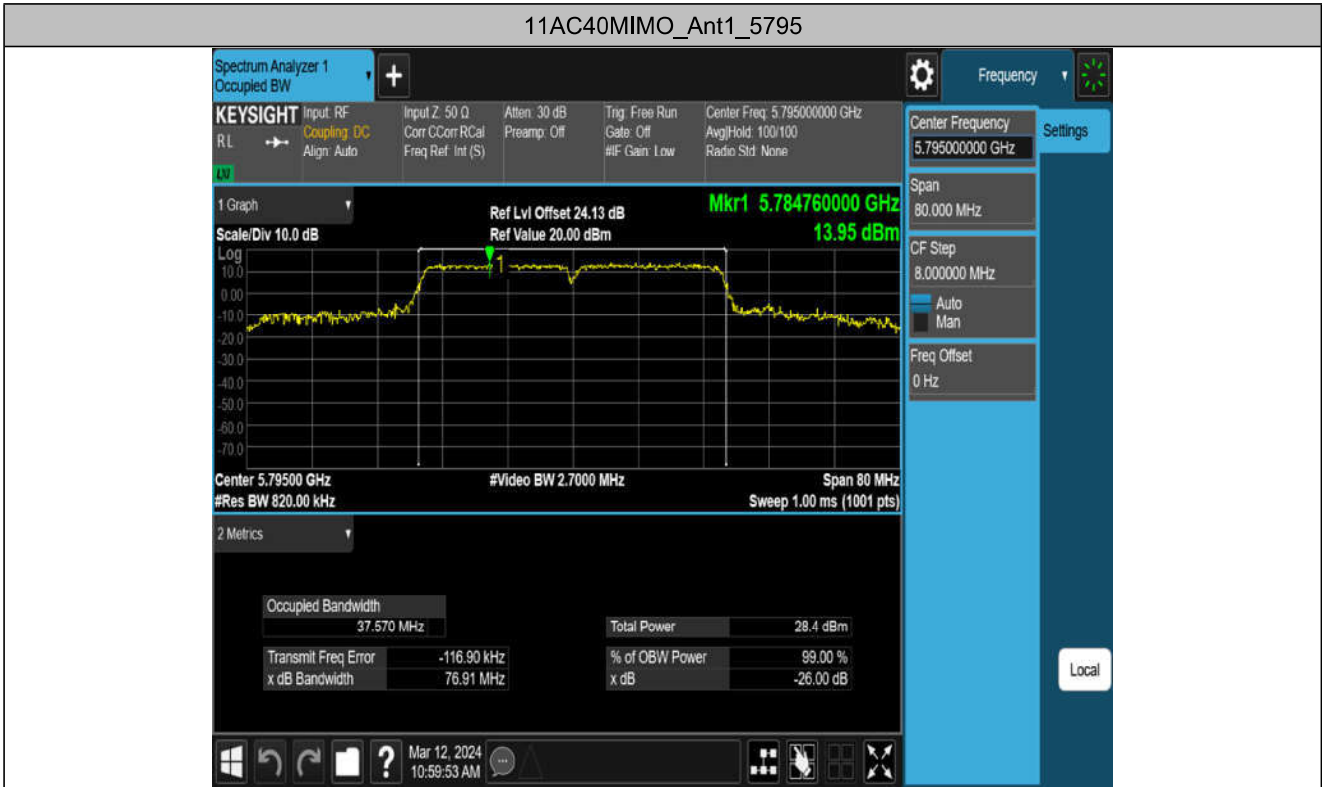 11AC40MIMO_Ant1_5795
Spectrum Analyzer 1
Occupied BW
+
Frequency
KEYSIGHT
R L
LXI
Input: RF
Coupling: DC
Align: Auto
Input Z: 50 Ω
Corr CCorr RCal
Freq Ref: Int (S)
Atten: 30 dB
Preamp: Off
Trig: Free Run
Gate: Off
#IF Gain: Low
Center Freq: 5.795000000 GHz
Avg|Hold: 100/100
Radio Std: None
Center Frequency
5.795000000 GHz
Settings
Span
80.000 MHz
CF Step
8.000000 MHz
Auto
Man
Freq Offset
0 Hz
Local
1 Graph
Scale/Div 10.0 dB
Ref Lvl Offset 24.13 dB
Ref Value 20.00 dBm
Mkr1 5.784760000 GHz
13.95 dBm
Log
10.0
0.00
-10.0
-20.0
-30.0
-40.0
-50.0
-60.0
-70.0
1
Center 5.79500 GHz
#Res BW 820.00 kHz
#Video BW 2.7000 MHz
Span 80 MHz
Sweep 1.00 ms (1001 pts)
2 Metrics
Occupied Bandwidth
37.570 MHz
Total Power 28.4 dBm
Transmit Freq Error -116.90 kHz
% of OBW Power 99.00 %
x dB Bandwidth 76.91 MHz
x dB -26.00 dB
?
Mar 12, 2024
10:59:53 AM